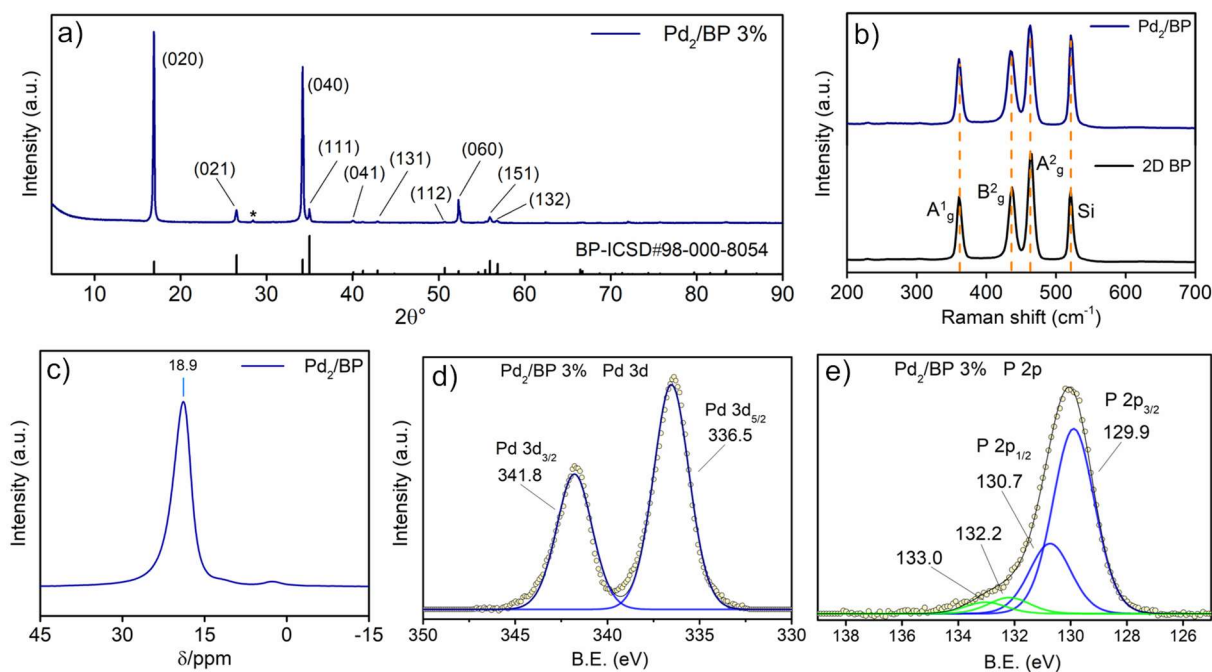 a)
Pd₂/BP 3%
(020)
(040)
(021)
*
(111)
(041)
(131)
(112)
(060)
(151)
(132)
BP-ICSD#98-000-8054
Intensity (a.u.)
10 20 30 40 50 60 70 80 90
2θ°
b)
Pd₂/BP
2D BP
A¹g
B²g
A²g
Si
Intensity (a.u.)
200 300 400 500 600 700
Raman shift (cm⁻¹)
c)
18.9
Pd₂/BP
Intensity (a.u.)
45 30 15 0 -15
δ/ppm
d)
Pd₂/BP 3% Pd 3d
Pd 3d₃/₂
341.8
Pd 3d₅/₂
336.5
Intensity (a.u.)
350 345 340 335 330
B.E. (eV)
e)
Pd₂/BP 3% P 2p
P 2p₃/₂
129.9
P 2p₁/₂
130.7
132.2
133.0
Intensity (a.u.)
138 136 134 132 130 128 126
B.E. (eV)